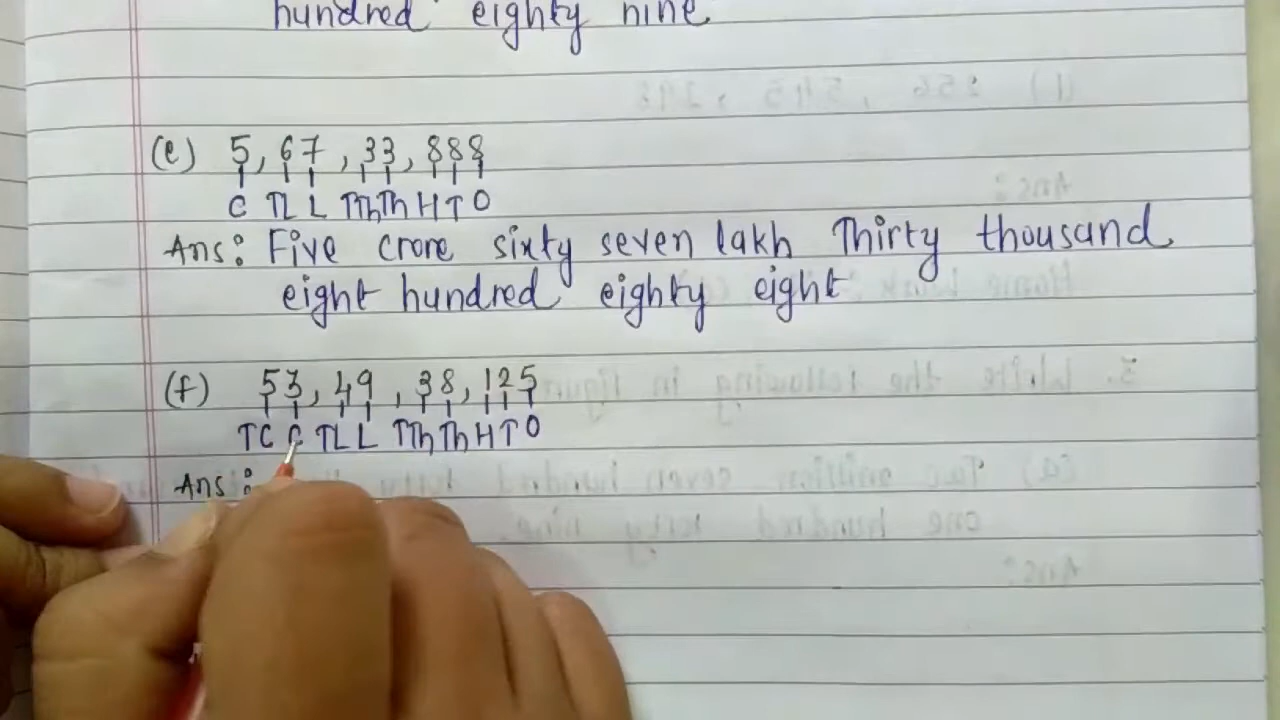 hundred eighty nine
(e) 5, 67, 33, 888
C TL L TTh Th H T O
Ans: Five crore sixty seven lakh Thirty thousand
eight hundred eighty eight
(f) 53, 49, 38, 125
TC C TL L TTh Th H T O
Ans: